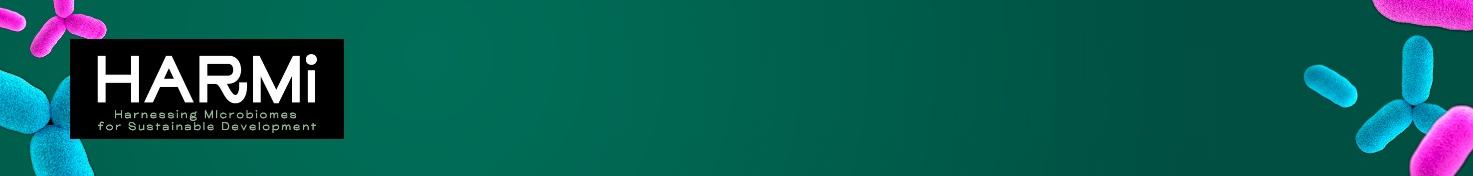 HARMi
Harnessing MIcrobiomes
for Sustainable Development